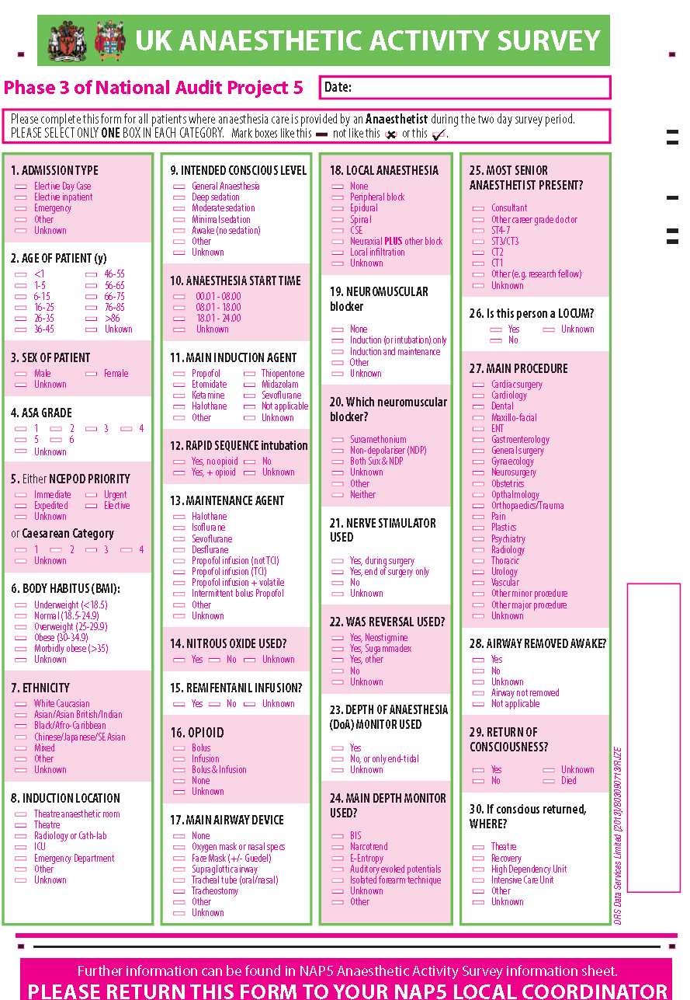 UK ANAESTHETIC ACTIVITY SURVEY
Phase 3 of National Audit Project 5
Date:
Please complete this form for all patients where anaesthesia care is provided by an Anaesthetist during the two day survey period.
PLEASE SELECT ONLY ONE BOX IN EACH CATEGORY. Mark boxes like this not like this or this .
1. ADMISSION TYPE
Elective Day Case
Elective inpatient
Emergency
Other
Unknown
2. AGE OF PATIENT (y)
<1 46-55
1-5 56-65
6-15 66-75
16-25 76-85
26-35 >86
36-45 Unkown
3. SEX OF PATIENT
Male Female
Unknown
4. ASA GRADE
1 2 3 4
5 6
Unknown
5. Either NCEPOD PRIORITY
Immediate Urgent
Expedited Elective
Unknown
or Caesarean Category
1 2 3 4
Unknown
6. BODY HABITUS (BMI):
Underweight (<18.5)
Normal (18.5-24.9)
Overweight (25-29.9)
Obese (30-34.9)
Morbidly obese (>35)
Unknown
7. ETHNICITY
White Caucasian
Asian/Asian British/Indian
Black/Afro-Caribbean
Chinese/Japanese/SE Asian
Mixed
Other
Unknown
8. INDUCTION LOCATION
Theatre anaesthetic room
Theatre
Radiology or Cath-lab
ICU
Emergency Department
Other
Unknown
9. INTENDED CONSCIOUS LEVEL
General Anaesthesia
Deep sedation
Moderate sedation
Minimal sedation
Awake (no sedation)
Other
Unknown
10. ANAESTHESIA START TIME
00.01 - 08.00
08.01 - 18.00
18.01 - 24.00
Unknown
11. MAIN INDUCTION AGENT
Propofol Thiopentone
Etomidate Midazolam
Ketamine Sevoflurane
Halothane Not applicable
Other Unknown
12. RAPID SEQUENCE intubation
Yes, no opioid No
Yes, + opioid Unknown
13. MAINTENANCE AGENT
Halothane
Isoflurane
Sevoflurane
Desflurane
Propofol infusion (not TCI)
Propofol infusion (TCI)
Propofol infusion + volatile
Intermittent bolus Propofol
Other
Unknown
14. NITROUS OXIDE USED?
Yes No Unknown
15. REMIFENTANIL INFUSION?
Yes No Unknown
16. OPIOID
Bolus
Infusion
Bolus & Infusion
None
Unknown
17. MAIN AIRWAY DEVICE
None
Oxygen mask or nasal specs
Face Mask (+/- Guedel)
Supraglottic airway
Tracheal tube (oral/nasal)
Tracheostomy
Other
Unknown
18. LOCAL ANAESTHESIA
None
Peripheral block
Epidural
Spinal
CSE
Neuraxial PLUS other block
Local infiltration
Unknown
19. NEUROMUSCULAR
blocker
None
Induction (or intubation) only
Induction and maintenance
Other
Unknown
20. Which neuromuscular
blocker?
Suxamethonium
Non-depolariser (NDP)
Both Sux & NDP
Unknown
Other
Neither
21. NERVE STIMULATOR
USED
Yes, during surgery
Yes, end of surgery only
No
Unknown
22. WAS REVERSAL USED?
Yes, Neostigmine
Yes, Sugammadex
Yes, other
No
Unknown
23. DEPTH OF ANAESTHESIA
(DoA) MONITOR USED
Yes
No, or only end-tidal
Unknown
24. MAIN DEPTH MONITOR
USED?
BIS
Narcotrend
E-Entropy
Auditory evoked potentials
Isolated forearm technique
Unknown
Other
25. MOST SENIOR
ANAESTHETIST PRESENT?
Consultant
Other career grade doctor
ST4-7
ST3/CT3
CT2
CT1
Other (e.g. research fellow)
Unknown
26. Is this person a LOCUM?
Yes Unknown
No
27. MAIN PROCEDURE
Cardiac surgery
Cardiology
Dental
Maxillo-facial
ENT
Gastroenterology
General surgery
Gynaecology
Neurosurgery
Obstetrics
Opthalmology
Orthopaedics/Trauma
Pain
Plastics
Psychiatry
Radiology
Thoracic
Urology
Vascular
Other minor procedure
Other major procedure
Unknown
28. AIRWAY REMOVED AWAKE?
Yes
No
Unknown
Airway not removed
Not applicable
29. RETURN OF
CONSCIOUSNESS?
Yes Unknown
No Died
30. If conscious returned,
WHERE?
Theatre
Recovery
High Dependency Unit
Intensive Care Unit
Other
Unknown
DRS Data Services Limited (2013)/803090713/RJZE
Further information can be found in NAP5 Anaesthetic Activity Survey information sheet.
PLEASE RETURN THIS FORM TO YOUR NAP5 LOCAL COORDINATOR